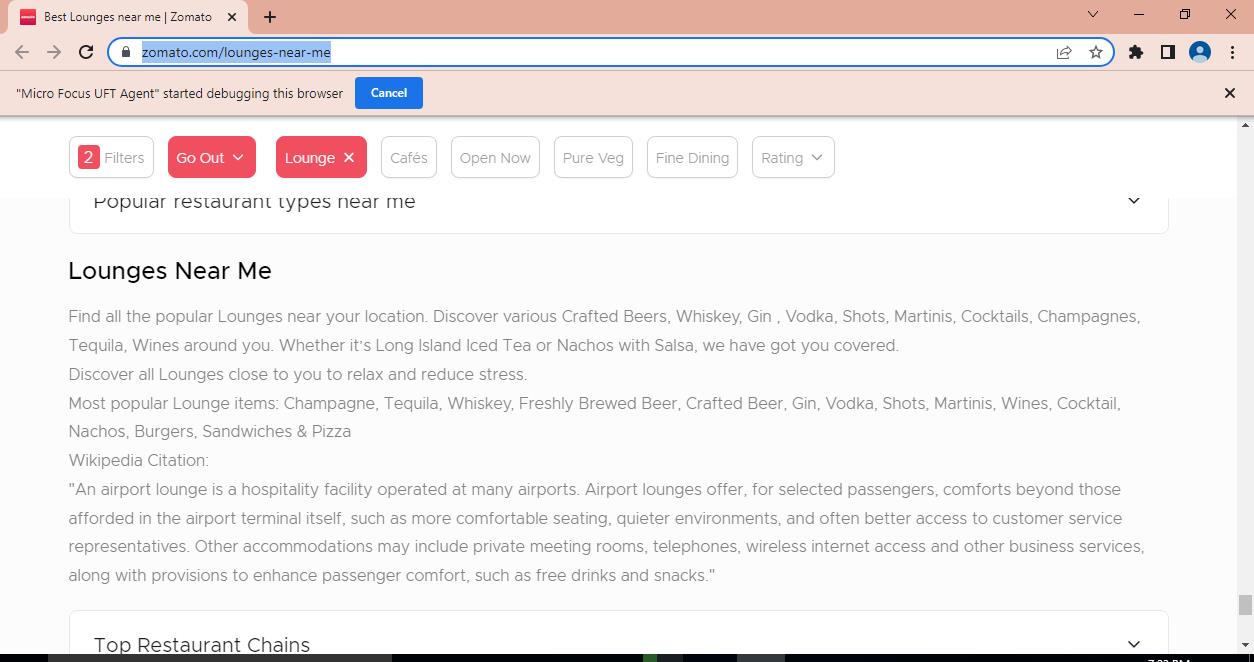 Best Lounges near me | Zomato
zomato.com/lounges-near-me
"Micro Focus UFT Agent" started debugging this browser Cancel
2 Filters Go Out Lounge Cafés Open Now Pure Veg Fine Dining Rating
Popular restaurant types near me
Lounges Near Me
Find all the popular Lounges near your location. Discover various Crafted Beers, Whiskey, Gin , Vodka, Shots, Martinis, Cocktails, Champagnes,
Tequila, Wines around you. Whether it's Long Island Iced Tea or Nachos with Salsa, we have got you covered.
Discover all Lounges close to you to relax and reduce stress.
Most popular Lounge items: Champagne, Tequila, Whiskey, Freshly Brewed Beer, Crafted Beer, Gin, Vodka, Shots, Martinis, Wines, Cocktail,
Nachos, Burgers, Sandwiches & Pizza
Wikipedia Citation:
"An airport lounge is a hospitality facility operated at many airports. Airport lounges offer, for selected passengers, comforts beyond those
afforded in the airport terminal itself, such as more comfortable seating, quieter environments, and often better access to customer service
representatives. Other accommodations may include private meeting rooms, telephones, wireless internet access and other business services,
along with provisions to enhance passenger comfort, such as free drinks and snacks."
Top Restaurant Chains